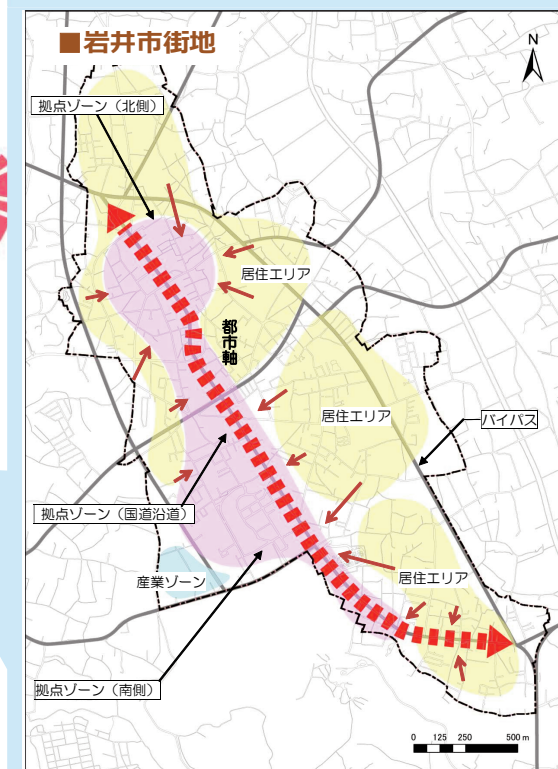 ■岩井市街地
N
拠点ゾーン（北側）
居住エリア
都市軸
居住エリア
バイパス
拠点ゾーン（国道沿道）
産業ゾーン
居住エリア
拠点ゾーン（南側）
0 125 250 500 m